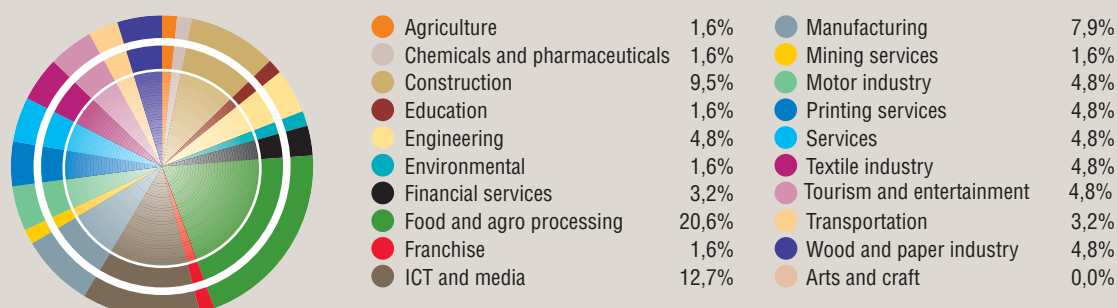 Agriculture 1,6%
Chemicals and pharmaceuticals 1,6%
Construction 9,5%
Education 1,6%
Engineering 4,8%
Environmental 1,6%
Financial services 3,2%
Food and agro processing 20,6%
Franchise 1,6%
ICT and media 12,7%
Manufacturing 7,9%
Mining services 1,6%
Motor industry 4,8%
Printing services 4,8%
Services 4,8%
Textile industry 4,8%
Tourism and entertainment 4,8%
Transportation 3,2%
Wood and paper industry 4,8%
Arts and craft 0,0%